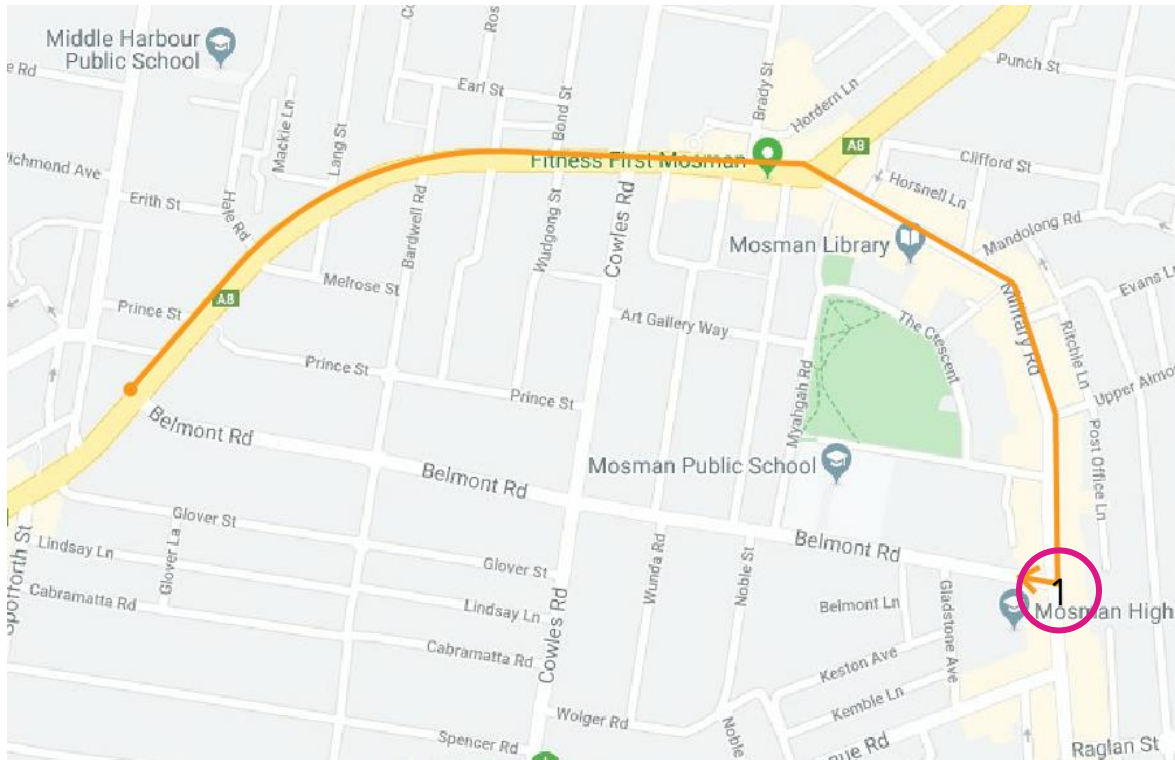 Middle Harbour
Public School
Earl St
Bond St
Brady St
Hordern Ln
Punch St
A8
Mackie Ln
Lang St
Fitness First Mosman
Clifford St
Horsnell Ln
Richmond Ave
Erith St
Hale Rd
Bardwell Rd
Wudgong St
Cowles Rd
Mosman Library
Mandolong Rd
Melrose St
A8
Prince St
Art Gallery Way
The Crescent
Military Rd
Evans Ln
Ritchie Ln
Prince St
Prince St
Myahgah Rd
Upper Almo
Belmont Rd
Belmont Rd
Mosman Public School
Post Office Ln
Glover St
Belmont Rd
Spofforth St
Lindsay Ln
Glover La
Glover St
Wunda Rd
Noble St
1
Cabramatta Rd
Lindsay Ln
Belmont Ln
Gladstone Ave
Mosman High
Cabramatta Rd
Cowles Rd
Keston Ave
Kemble Ln
Wolger Rd
Noble
Spencer Rd
Raglan St